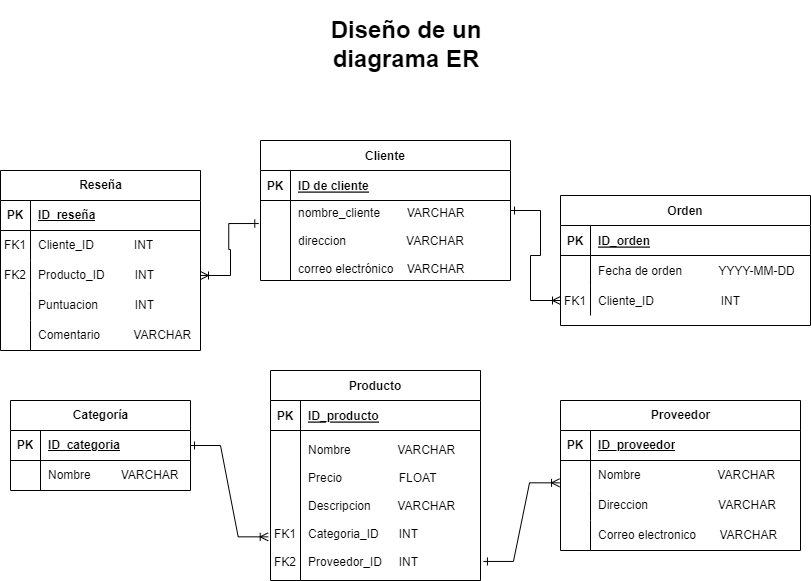 Diseño de un
diagrama ER
Cliente
PK ID de cliente
nombre_cliente VARCHAR
direccion VARCHAR
correo electrónico VARCHAR
Reseña
PK ID_reseña
FK1 Cliente_ID INT
FK2 Producto_ID INT
Puntuacion INT
Comentario VARCHAR
Orden
PK ID_orden
Fecha de orden YYYY-MM-DD
FK1 Cliente_ID INT
Categoría
PK ID_categoria
Nombre VARCHAR
Producto
PK ID_producto
Nombre VARCHAR
Precio FLOAT
Descripcion VARCHAR
FK1 Categoria_ID INT
FK2 Proveedor_ID INT
Proveedor
PK ID_proveedor
Nombre VARCHAR
Direccion VARCHAR
Correo electronico VARCHAR